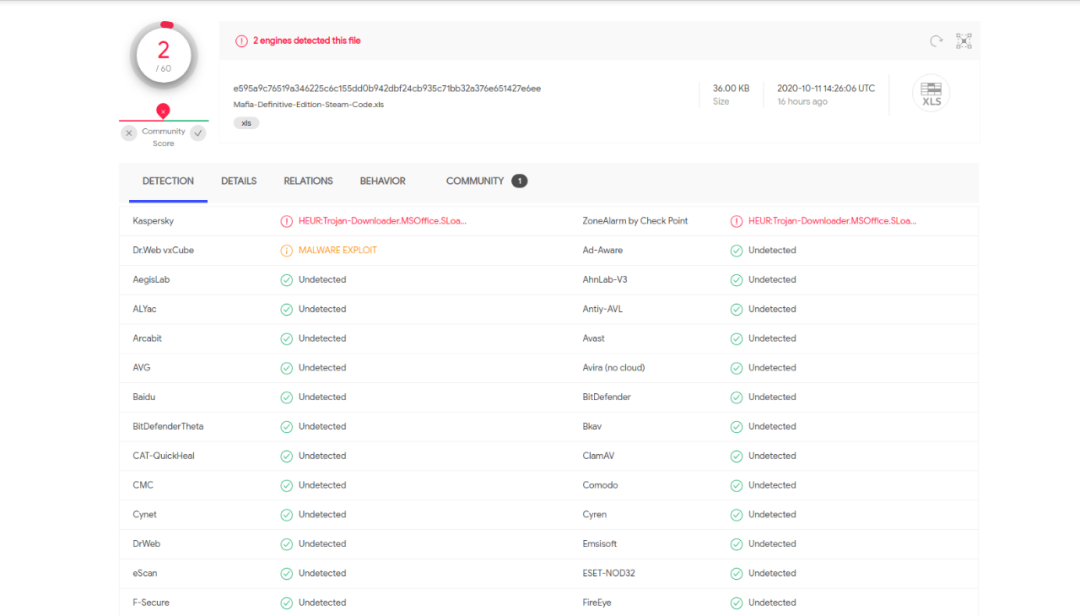 2
/ 60
Community
Score
2 engines detected this file
e595a9c76519a346225c6c155dd0b942dbf24cb935c71bb32a376e651427e6ee
Mafia-Definitive-Edition-Steam-Code.xls
xls
36.00 KB
Size
2020-10-11 14:26:06 UTC
16 hours ago
XLS
DETECTION DETAILS RELATIONS BEHAVIOR COMMUNITY 1
Kaspersky HEUR:Trojan-Downloader.MSOffice.SLoa... ZoneAlarm by Check Point HEUR:Trojan-Downloader.MSOffice.SLoa...
Dr.Web vxCube MALWARE EXPLOIT Ad-Aware Undetected
AegisLab Undetected AhnLab-V3 Undetected
ALYac Undetected Antiy-AVL Undetected
Arcabit Undetected Avast Undetected
AVG Undetected Avira (no cloud) Undetected
Baidu Undetected BitDefender Undetected
BitDefenderTheta Undetected Bkav Undetected
CAT-QuickHeal Undetected ClamAV Undetected
CMC Undetected Comodo Undetected
Cynet Undetected Cyren Undetected
DrWeb Undetected Emsisoft Undetected
eScan Undetected ESET-NOD32 Undetected
F-Secure Undetected FireEye Undetected